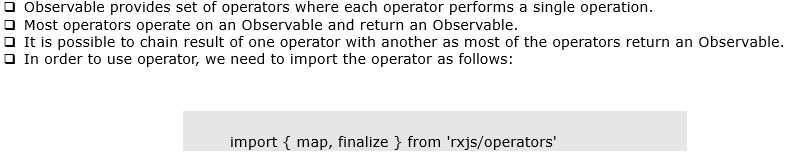 ❑ Observable provides set of operators where each operator performs a single operation.
❑ Most operators operate on an Observable and return an Observable.
❑ It is possible to chain result of one operator with another as most of the operators return an Observable.
❑ In order to use operator, we need to import the operator as follows:
import { map, finalize } from 'rxjs/operators'